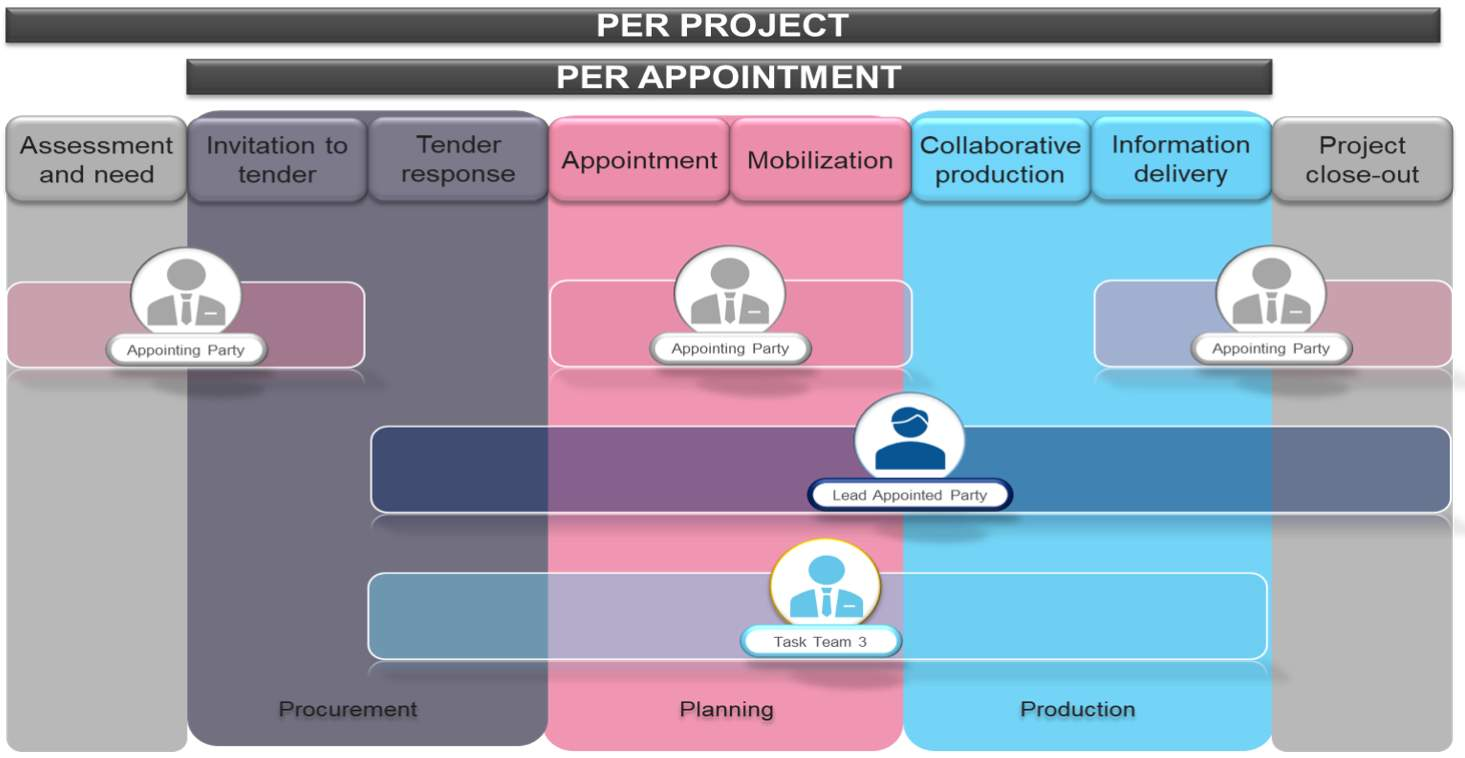 PER PROJECT
PER APPOINTMENT
Assessment
and need
Invitation to
tender
Tender
response
Appointment
Mobilization
Collaborative
production
Information
delivery
Project
close-out
Appointing Party
Appointing Party
Appointing Party
Lead Appointed Party
Task Team 3
Procurement
Planning
Production